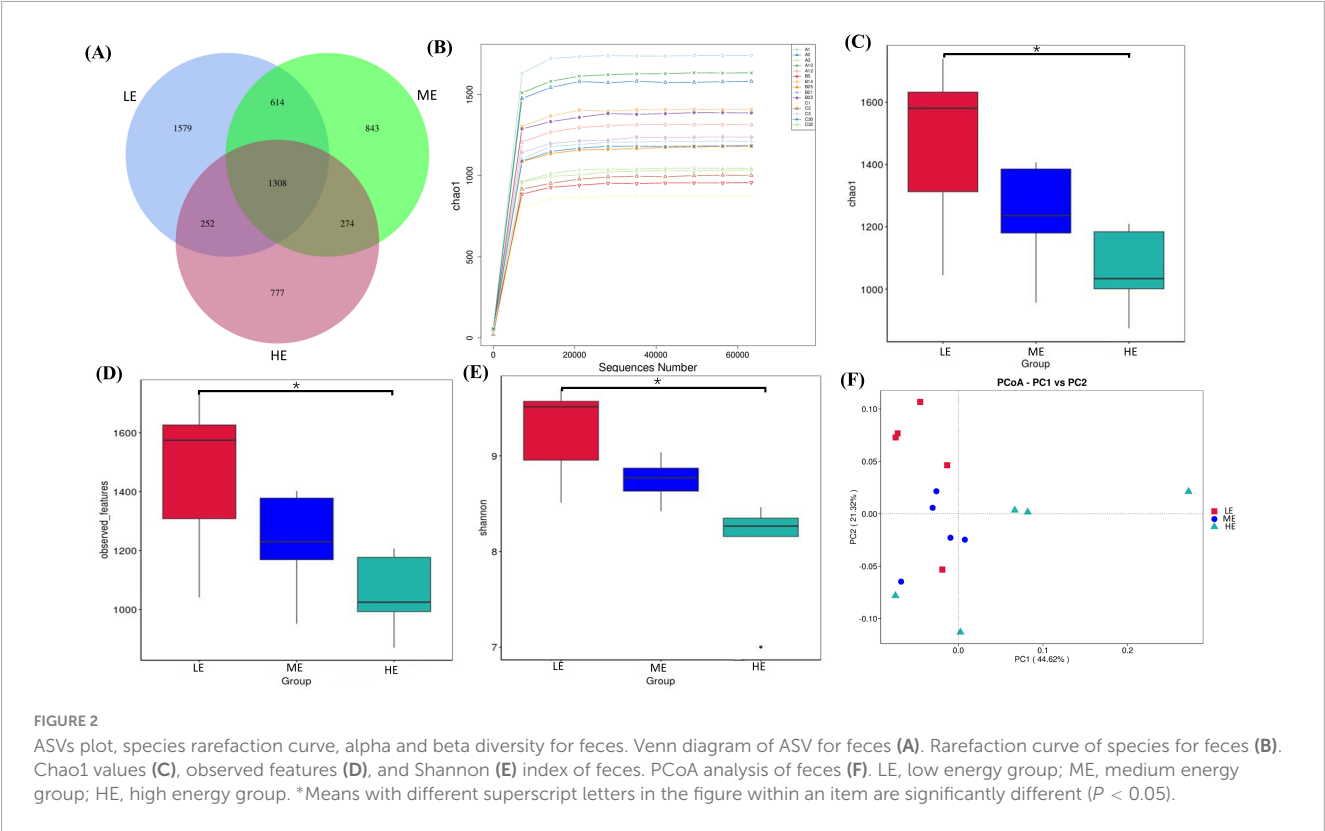 (A)
LE
ME
614
1579
843
1308
252
274
777
HE
(B)
chao1
1500
1000
500
0
0
20000
40000
60000
Sequences Number
A1
A2
A3
(C)
*
chao1
1600
1400
1200
1000
LE
ME
HE
Group
(D)
*
observed_features
1600
1400
1200
1000
LE
ME
HE
Group
(E)
*
shannon
9
8
7
LE
ME
HE
Group
(F)
PCoA - PC1 vs PC2
PC2 ( 21.32% )
0.10
0.05
0.00
-0.05
-0.10
0.0
0.1
0.2
PC1 ( 44.62% )
LE
ME
HE
FIGURE 2
ASVs plot, species rarefaction curve, alpha and beta diversity for feces. Venn diagram of ASV for feces (A). Rarefaction curve of species for feces (B).
Chao1 values (C), observed features (D), and Shannon (E) index of feces. PCoA analysis of feces (F). LE, low energy group; ME, medium energy
group; HE, high energy group. *Means with different superscript letters in the figure within an item are significantly different (P < 0.05).